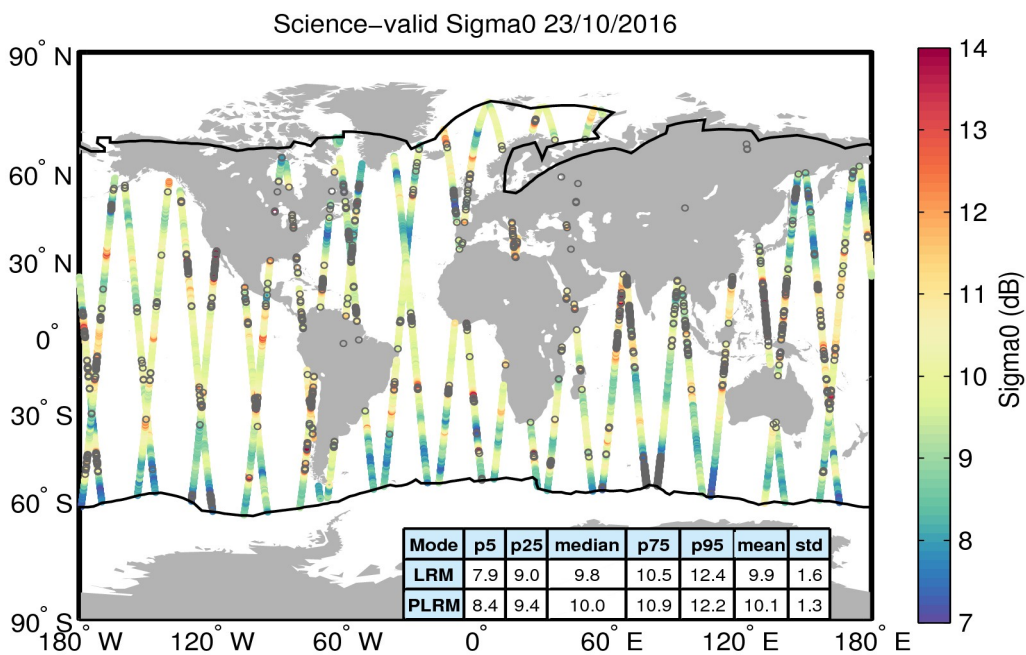 Science−valid Sigma0 23/10/2016
90° N
60° N
30° N
0°
30° S
60° S
90° S
180° W 120° W 60° W 0° 60° E 120° E 180° E
Mode p5 p25 median p75 p95 mean std
LRM 7.9 9.0 9.8 10.5 12.4 9.9 1.6
PLRM 8.4 9.4 10.0 10.9 12.2 10.1 1.3
14
13
12
11
10
9
8
7
Sigma0 (dB)